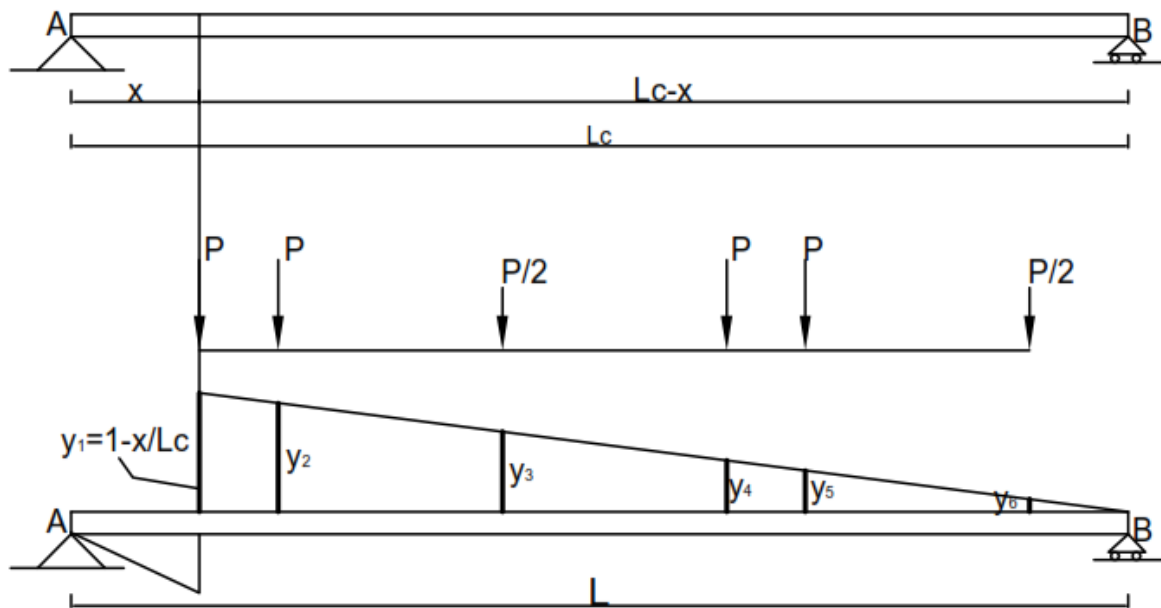 A B
x Lc-x
Lc
P P P/2 P P P/2
y₁=1-x/Lc y₂ y₃ y₄ y₅ y₆
A B
L